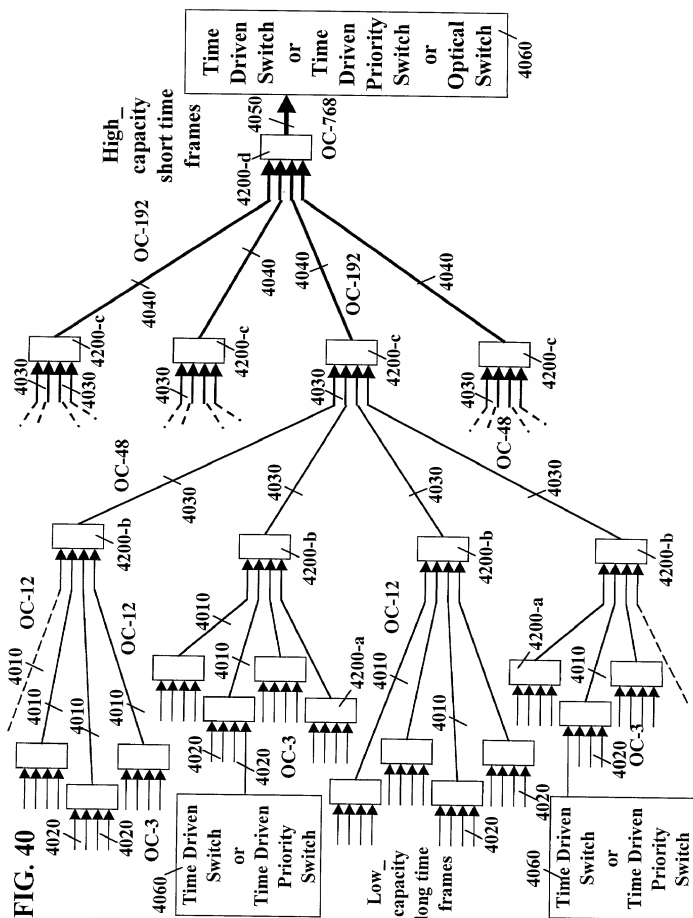 FIG. 40
High_
capacity
short time
frames
Time
Driven
Switch
or
Time
Driven
Priority
Switch
or
Optical
Switch
4060
4050
OC-768
4200-d
OC-192
4040
4040
4040
4040
4040
OC-192
4200-c
4200-c
4200-c
4200-c
4030
4030
4030
4030
4030
OC-48
OC-48
4030
4030
4030
4030
4200-b
4200-b
4200-b
4200-b
OC-12
4010
4010
4010
4010
OC-12
4010
4010
OC-12
4010
4010
4010
4200-a
4200-a
4020
4020
OC-3
4020
4020
OC-3
4020
4020
4020
OC-3
4060
Time Driven
Switch
or
Time Driven
Priority
Switch
Low_
capacity
long time
frames
4060
Time Driven
Switch
or
Time Driven
Priority
Switch